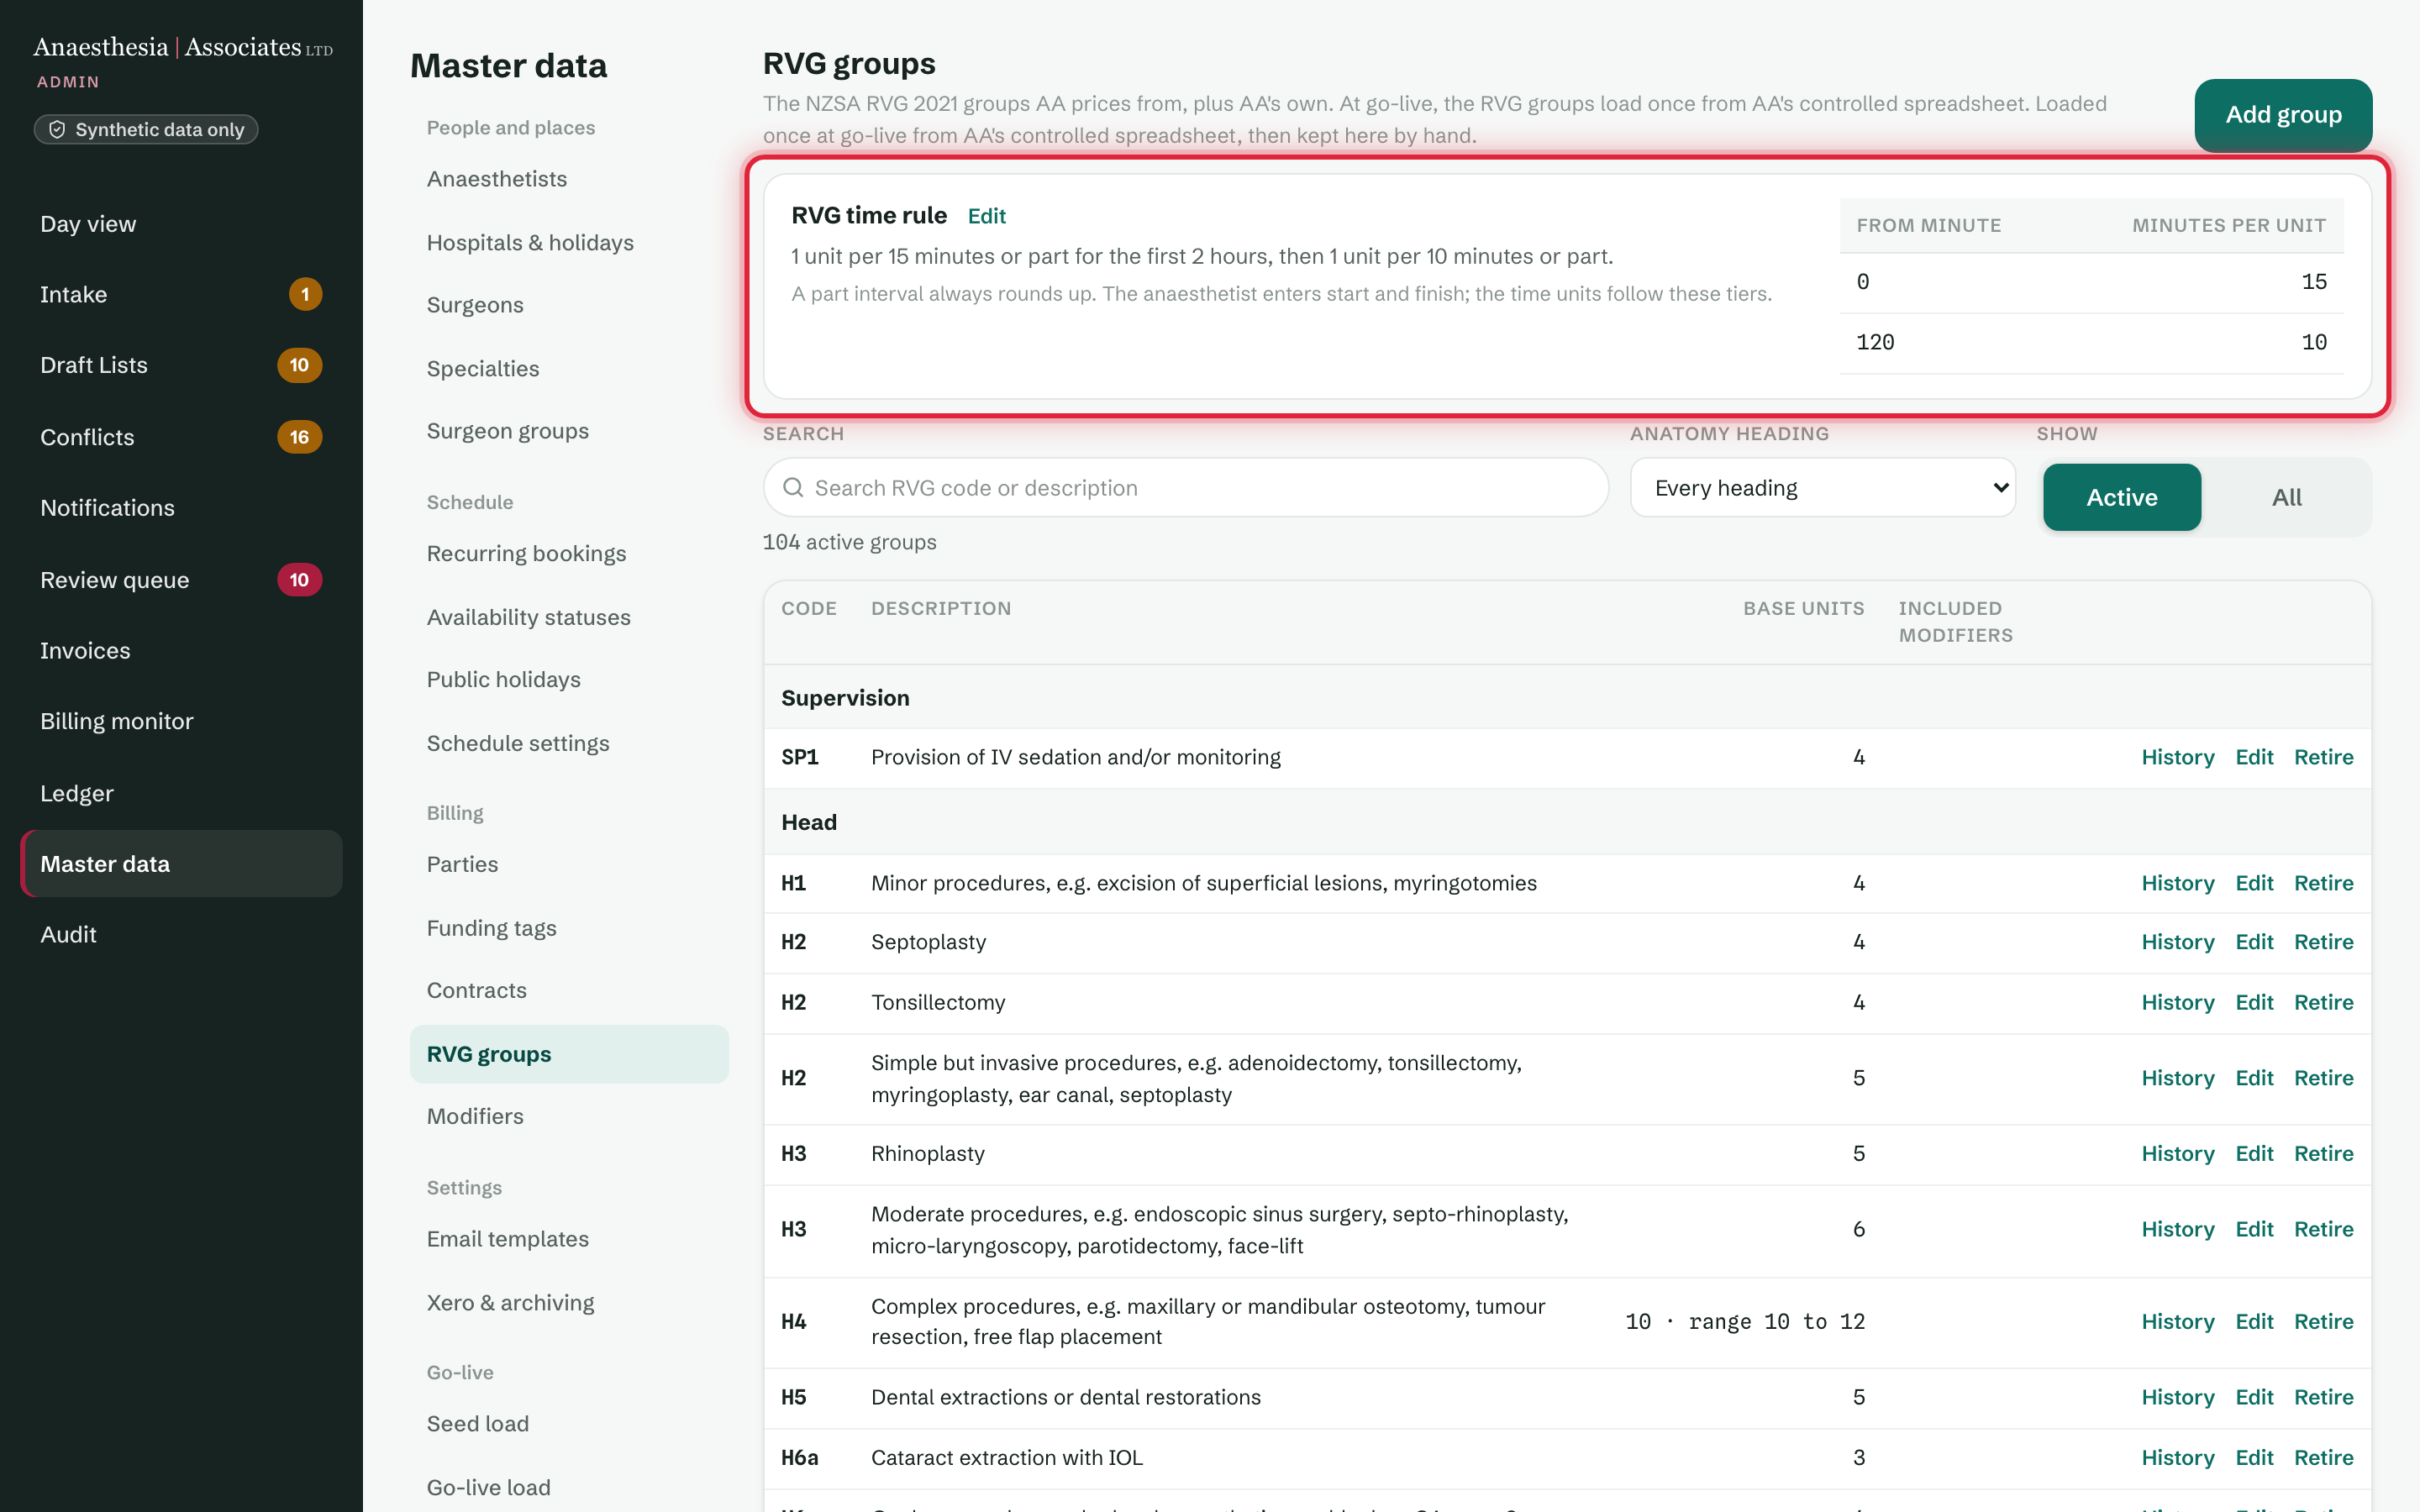 Anaesthesia | Associates LTD
ADMIN
Synthetic data only
Day view
Intake 1
Draft Lists 10
Conflicts 16
Notifications
Review queue 10
Invoices
Billing monitor
Ledger
Master data
Audit
Master data
People and places
Anaesthetists
Hospitals & holidays
Surgeons
Specialties
Surgeon groups
Schedule
Recurring bookings
Availability statuses
Public holidays
Schedule settings
Billing
Parties
Funding tags
Contracts
RVG groups
Modifiers
Settings
Email templates
Xero & archiving
Go-live
Seed load
Go-live load
RVG groups
The NZSA RVG 2021 groups AA prices from, plus AA's own. At go-live, the RVG groups load once from AA's controlled spreadsheet. Loaded
once at go-live from AA's controlled spreadsheet, then kept here by hand.
Add group
RVG time rule Edit
1 unit per 15 minutes or part for the first 2 hours, then 1 unit per 10 minutes or part.
A part interval always rounds up. The anaesthetist enters start and finish; the time units follow these tiers.
FROM MINUTE MINUTES PER UNIT
0 15
120 10
SEARCH ANATOMY HEADING SHOW
Search RVG code or description Every heading Active All
104 active groups
CODE DESCRIPTION BASE UNITS INCLUDED
MODIFIERS
Supervision
SP1 Provision of IV sedation and/or monitoring 4 History Edit Retire
Head
H1 Minor procedures, e.g. excision of superficial lesions, myringotomies 4 History Edit Retire
H2 Septoplasty 4 History Edit Retire
H2 Tonsillectomy 4 History Edit Retire
H2 Simple but invasive procedures, e.g. adenoidectomy, tonsillectomy,
myringoplasty, ear canal, septoplasty 5 History Edit Retire
H3 Rhinoplasty 5 History Edit Retire
H3 Moderate procedures, e.g. endoscopic sinus surgery, septo-rhinoplasty,
micro-laryngoscopy, parotidectomy, face-lift 6 History Edit Retire
H4 Complex procedures, e.g. maxillary or mandibular osteotomy, tumour
resection, free flap placement 10 · range 10 to 12 History Edit Retire
H5 Dental extractions or dental restorations 5 History Edit Retire
H6a Cataract extraction with IOL 3 History Edit Retire